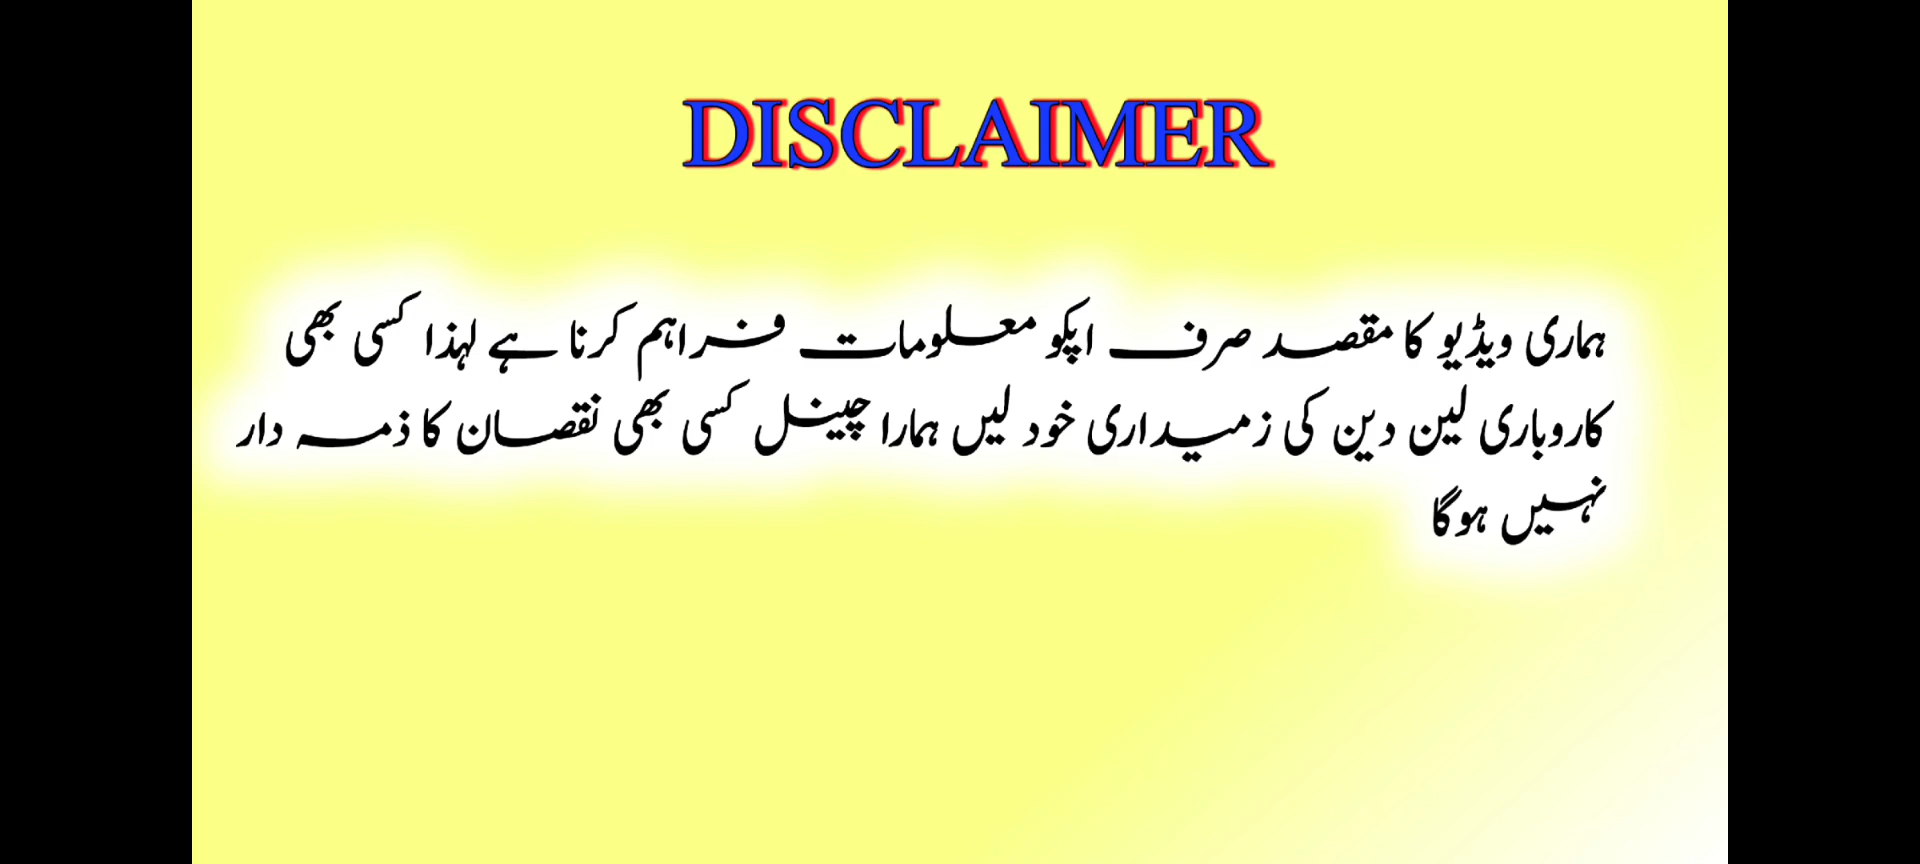 DISCLAIMER
ہماری ویڈیو کا مقصد صرف اپکو معلومات فراہم کرنا ہے لہذا کسی بھی
کاروباری لین دین کی زمیداری خود لیں ہمارا چینل کسی بھی نقصان کا ذمہ دار
نہیں ہوگا